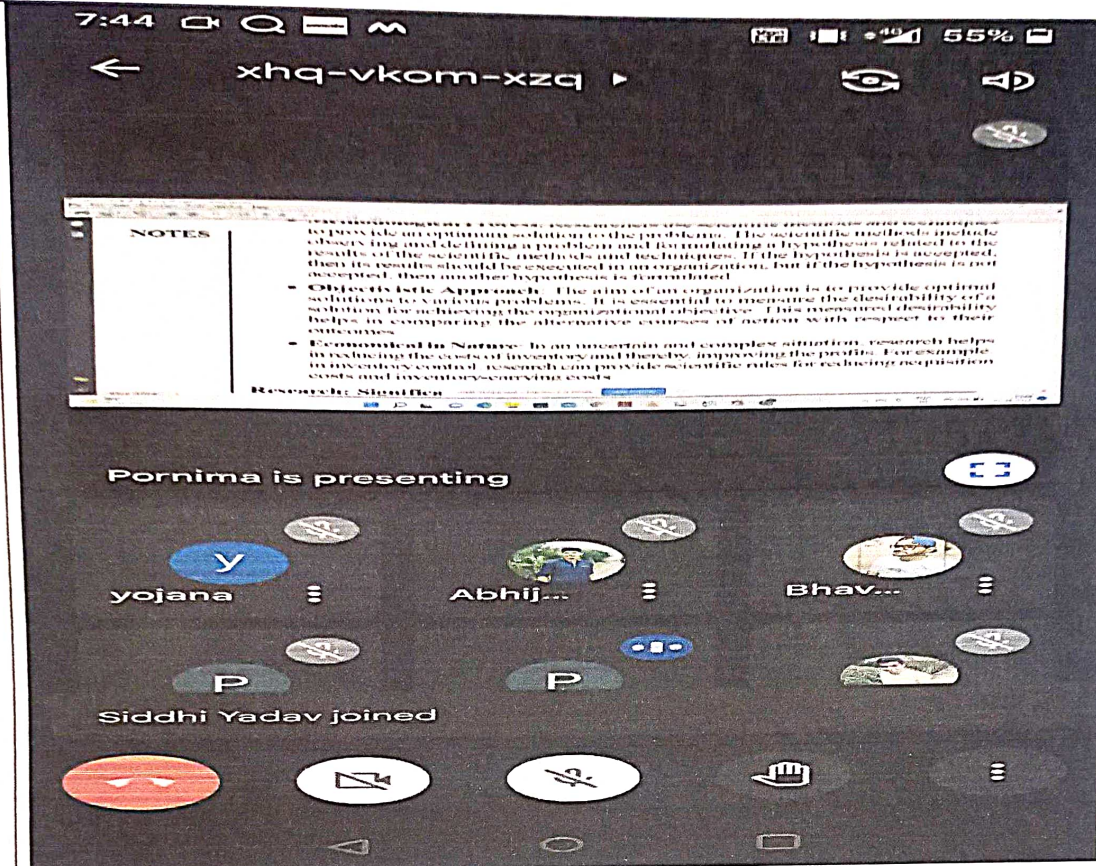 7:44 55%
xhq-vkom-xzq
NOTES
to provide an optimum solution to the problems. The scientific methods include
observing and defining a problem and formulating a hypothesis related to the
results of the scientific methods and techniques. If the hypothesis is accepted,
then its results should be executed in an organization, but if the hypothesis is not
accepted, then another hypothesis is formulated
• Objectivistic Approach: The aim of an organization is to provide optimal
solutions to various problems. It is essential to measure the desirability of a
solution for achieving the organizational objective. This measured desirability
helps in comparing the alternative courses of action with respect to their
outcomes
• Economical in Nature: In an uncertain and complex situation, research helps
in reducing the costs of inventory and thereby, improving the profits. For example,
in inventory control, research can provide scientific rules for reducing acquisition
costs and inventory-carrying costs
Research: Significa
Pornima is presenting
y
yojana Abhij... Bhav...
P P
Siddhi Yadav joined